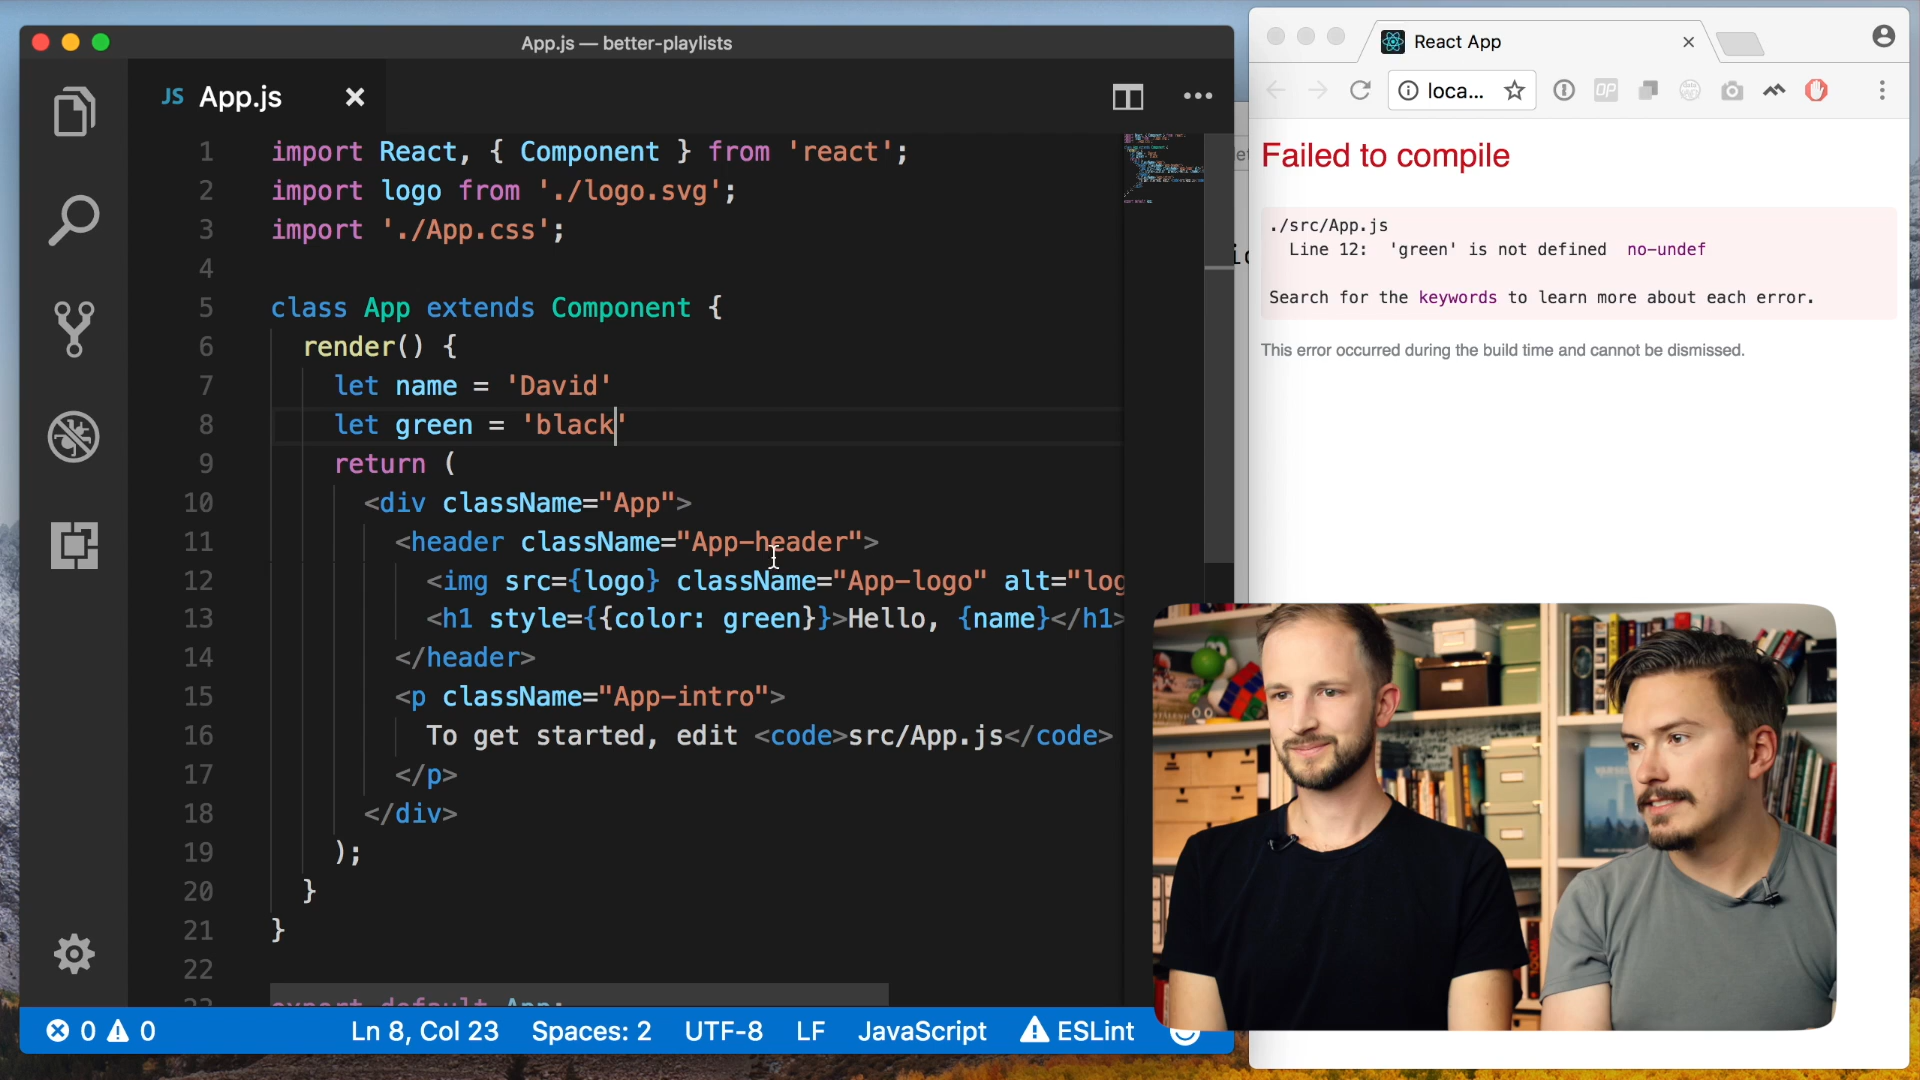 App.js — better-playlists
JS App.js
1 import React, { Component } from 'react';
2 import logo from './logo.svg';
3 import './App.css';
4
5 class App extends Component {
6 render() {
7 let name = 'David'
8 let green = 'black'
9 return (
10 <div className="App">
11 <header className="App-header">
12 <img src={logo} className="App-logo" alt="log
13 <h1 style={{color: green}}>Hello, {name}</h1>
14 </header>
15 <p className="App-intro">
16 To get started, edit <code>src/App.js</code>
17 </p>
18 </div>
19 );
20 }
21 }
22
23 export default App;
0 0 Ln 8, Col 23 Spaces: 2 UTF-8 LF JavaScript ESLint
React App
loca...
OP
Failed to compile
./src/App.js
Line 12: 'green' is not defined no-undef
Search for the keywords to learn more about each error.
This error occurred during the build time and cannot be dismissed.